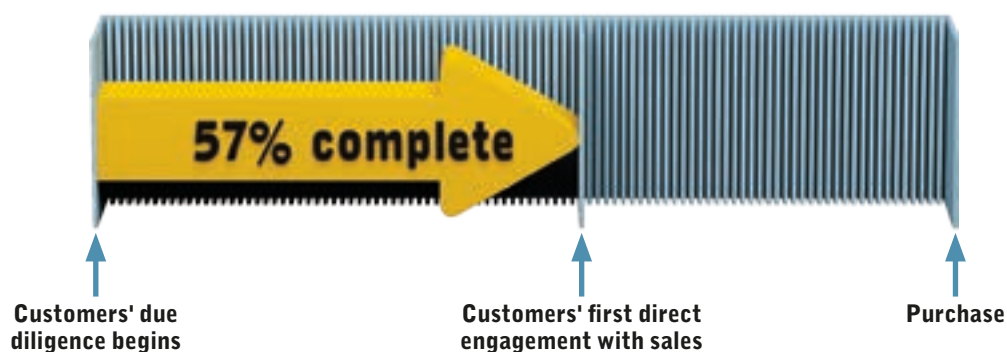 57% complete
Customers' due
diligence begins
Customers' first direct
engagement with sales
Purchase